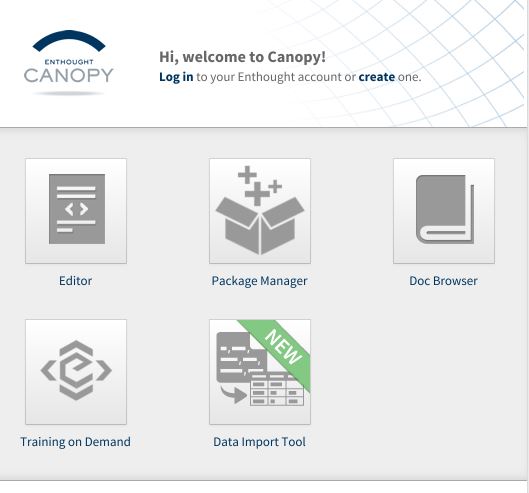 ENTHOUGHT
CANOPY
Hi, welcome to Canopy!
Log in to your Enthought account or create one.
Editor
Package Manager
Doc Browser
NEW
Training on Demand
Data Import Tool